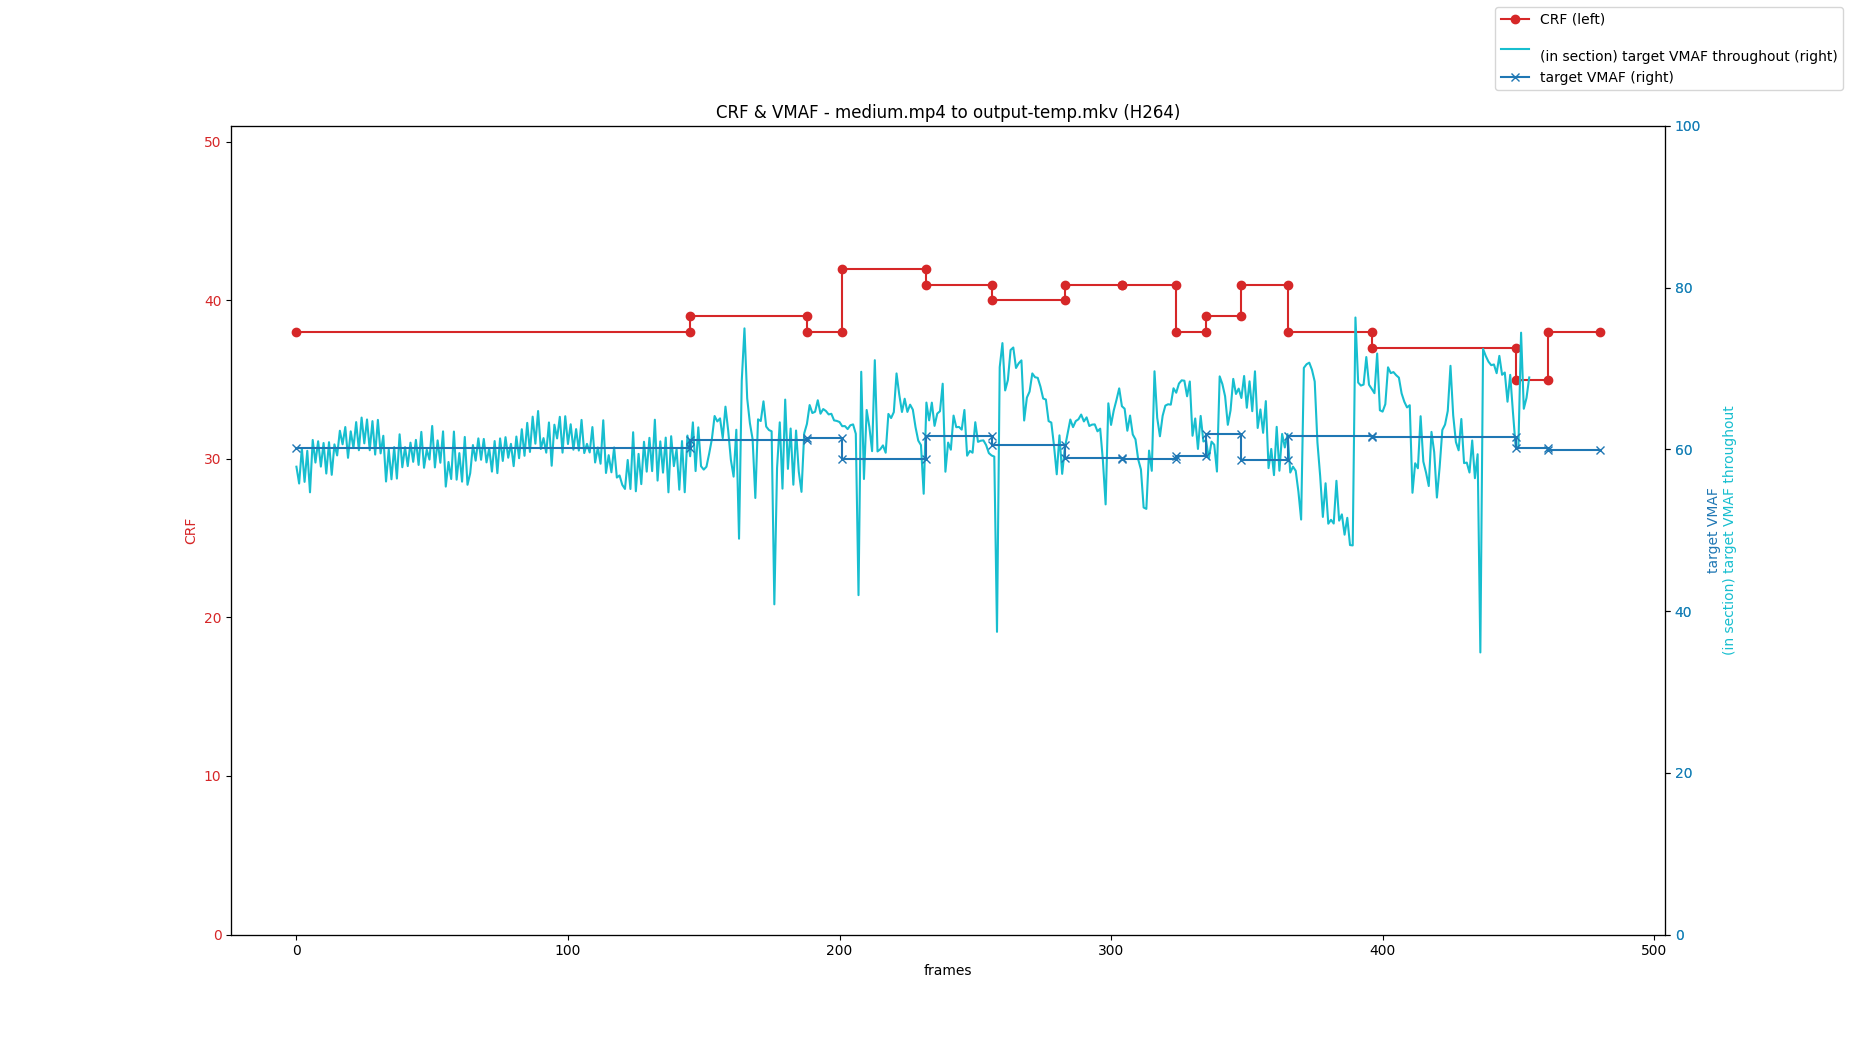 CRF (left)
(in section) target VMAF throughout (right)
target VMAF (right)
CRF & VMAF - medium.mp4 to output-temp.mkv (H264)
50
40
30
20
10
0
CRF
100
80
60
40
20
0
target VMAF
(in section) target VMAF throughout
0 100 200 300 400 500
frames